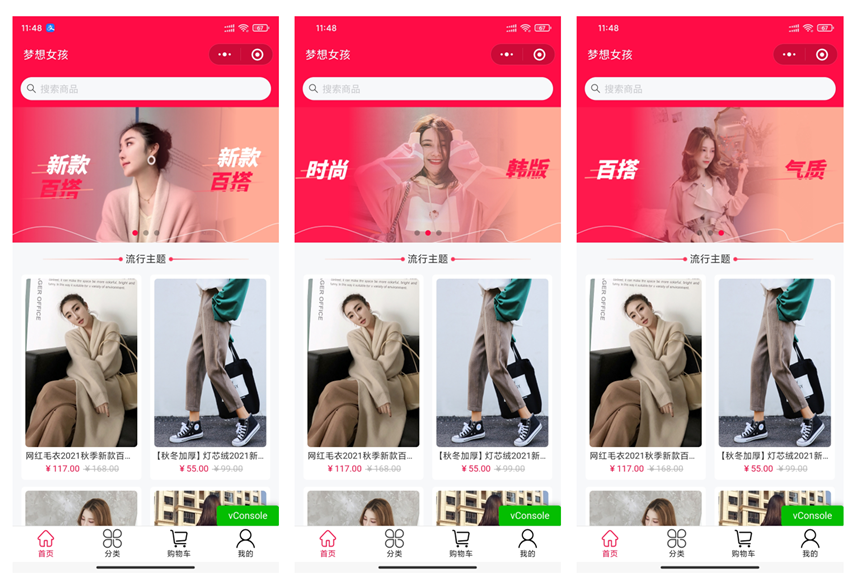 11:48
67
梦想女孩
搜索商品
新款
百搭
新款
百搭
流行主题
GER OFFICE
网红毛衣2021秋季新款百...
¥117.00 ¥168.00
【秋冬加厚】灯芯绒2021新...
¥55.00 ¥99.00
vConsole
首页
分类
购物车
我的
11:48
67
梦想女孩
搜索商品
时尚
韩版
流行主题
GER OFFICE
网红毛衣2021秋季新款百...
¥117.00 ¥168.00
【秋冬加厚】灯芯绒2021新...
¥55.00 ¥99.00
vConsole
首页
分类
购物车
我的
11:48
67
梦想女孩
搜索商品
百搭
气质
流行主题
GER OFFICE
网红毛衣2021秋季新款百...
¥117.00 ¥168.00
【秋冬加厚】灯芯绒2021新...
¥55.00 ¥99.00
vConsole
首页
分类
购物车
我的